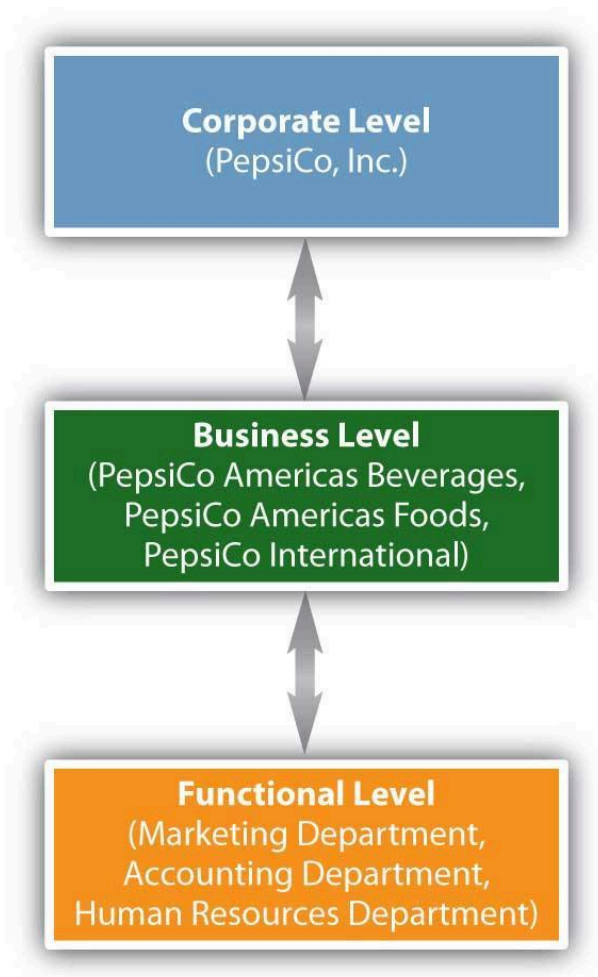 Corporate Level
(PepsiCo, Inc.)
Business Level
(PepsiCo Americas Beverages,
PepsiCo Americas Foods,
PepsiCo International)
Functional Level
(Marketing Department,
Accounting Department,
Human Resources Department)